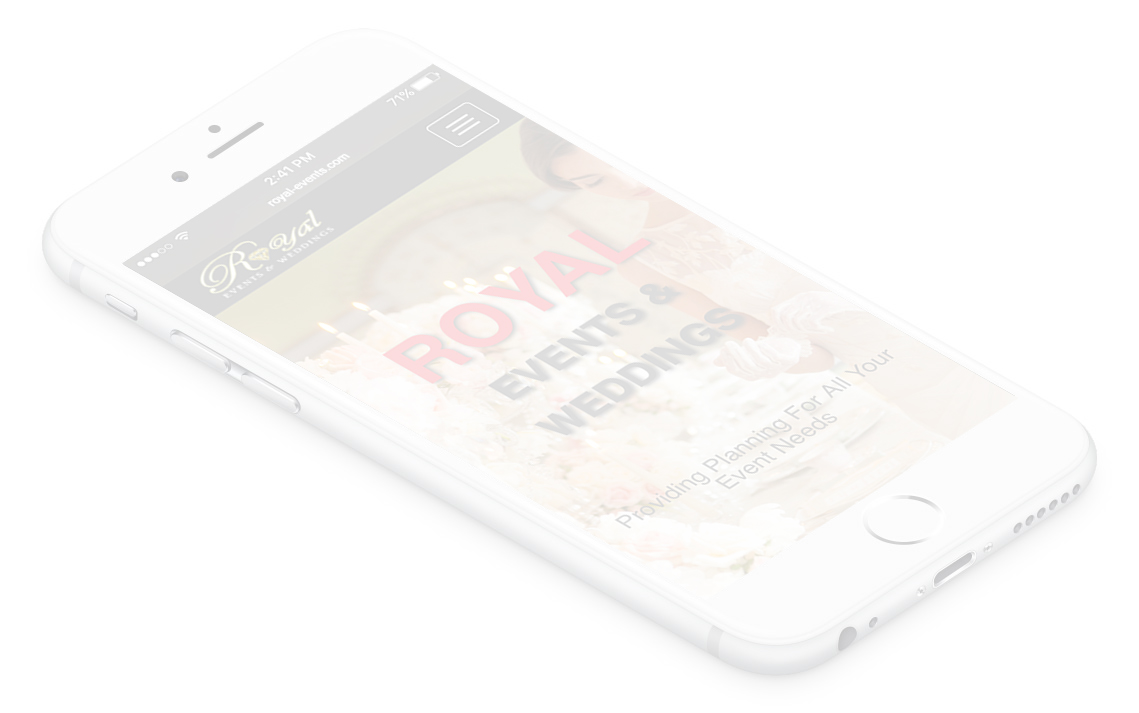 71%
2:41 PM
royal-events.com
Royal
EVENTS & WEDDINGS
ROYAL
EVENTS &
WEDDINGS
Providing Planning For All Your
Event Needs